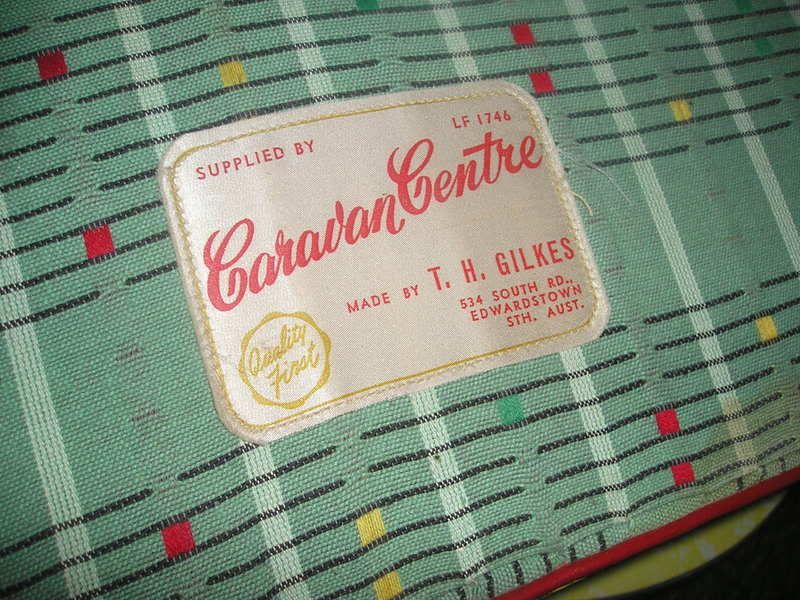 SUPPLIED BY
LF 1746
Caravan Centre
MADE BY T. H. GILKES
534 SOUTH RD.,
EDWARDSTOWN
STH. AUST.
Quality
First